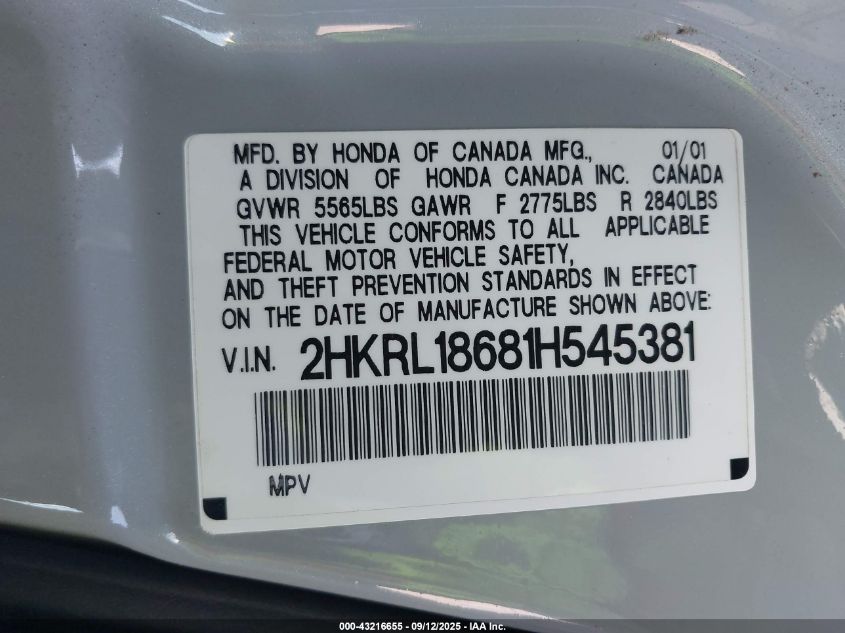 MFD. BY HONDA OF CANADA MFG., 01/01
A DIVISION OF HONDA CANADA INC. CANADA
GVWR 5565LBS GAWR F 2775LBS R 2840LBS
THIS VEHICLE CONFORMS TO ALL APPLICABLE
FEDERAL MOTOR VEHICLE SAFETY,
AND THEFT PREVENTION STANDARDS IN EFFECT
ON THE DATE OF MANUFACTURE SHOWN ABOVE:
V.I.N. 2HKRL18681H545381
MPV
000-43216655 - 09/12/2025 - IAA Inc.